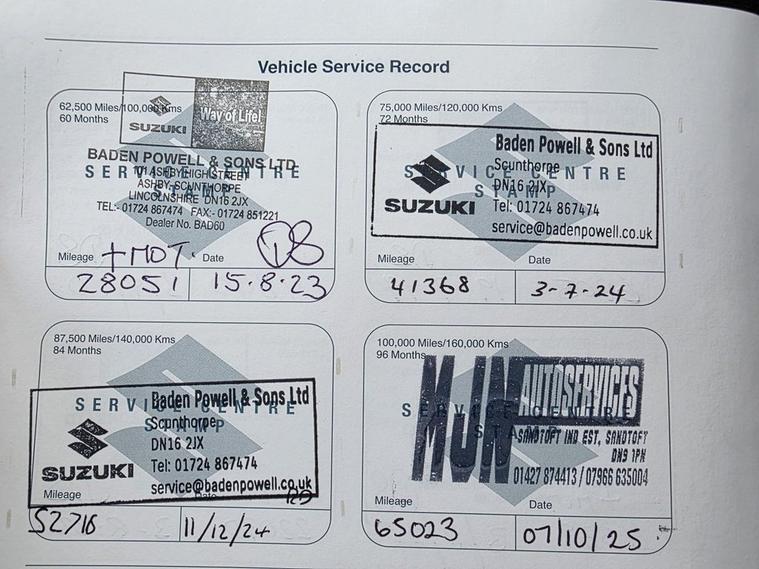 Vehicle Service Record
62,500 Miles/100,000 Kms
60 Months
SUZUKI
Way of Life!
BADEN POWELL & SONS LTD
SERVICE CENTRE
STAMP
101 ASHBY HIGH STREET
ASHBY, SCUNTHORPE
LINCOLNSHIRE DN16 2JX
TEL:- 01724 867474 FAX:- 01724 851221
Dealer No. BAD60
Mileage + MOT. Date
28051 15.8.23
75,000 Miles/120,000 Kms
72 Months
SERVICE CENTRE
STAMP
SUZUKI
Baden Powell & Sons Ltd
Scunthorpe
DN16 2JX
Tel: 01724 867474
service@badenpowell.co.uk
Mileage Date
41368 3-7-24
87,500 Miles/140,000 Kms
84 Months
SERVICE CENTRE
STAMP
SUZUKI
Baden Powell & Sons Ltd
Scunthorpe
DN16 2JX
Tel: 01724 867474
service@badenpowell.co.uk
Mileage Date
52716 11/12/24
100,000 Miles/160,000 Kms
96 Months
SERVICE CENTRE
STAMP
MJN AUTOSERVICES
SANDTOFT IND EST, SANDTOFT
DN9 1PN
01427 874413 / 07966 635004
Mileage Date
65023 07/10/25